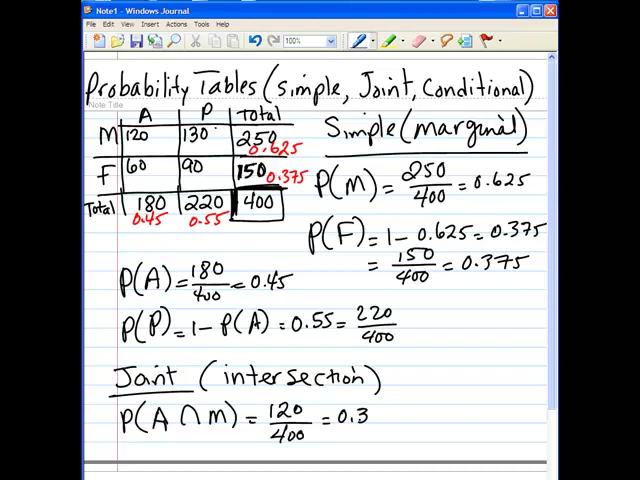 Note1 - Windows Journal
File Edit View Insert Actions Tools Help
100%
Probability Tables (simple, Joint, Conditional)
Note Title
A P Total
M 120 130 250 0.625
F 60 90 150 0.375
Total 180 220 400
0.45 0.55
Simple (marginal)
P(M) = 250/400 = 0.625
P(F) = 1 - 0.625 = 0.375
= 150/400 = 0.375
P(A) = 180/400 = 0.45
P(P) = 1 - P(A) = 0.55 = 220/400
Joint (intersection)
P(A ∩ M) = 120/400 = 0.3